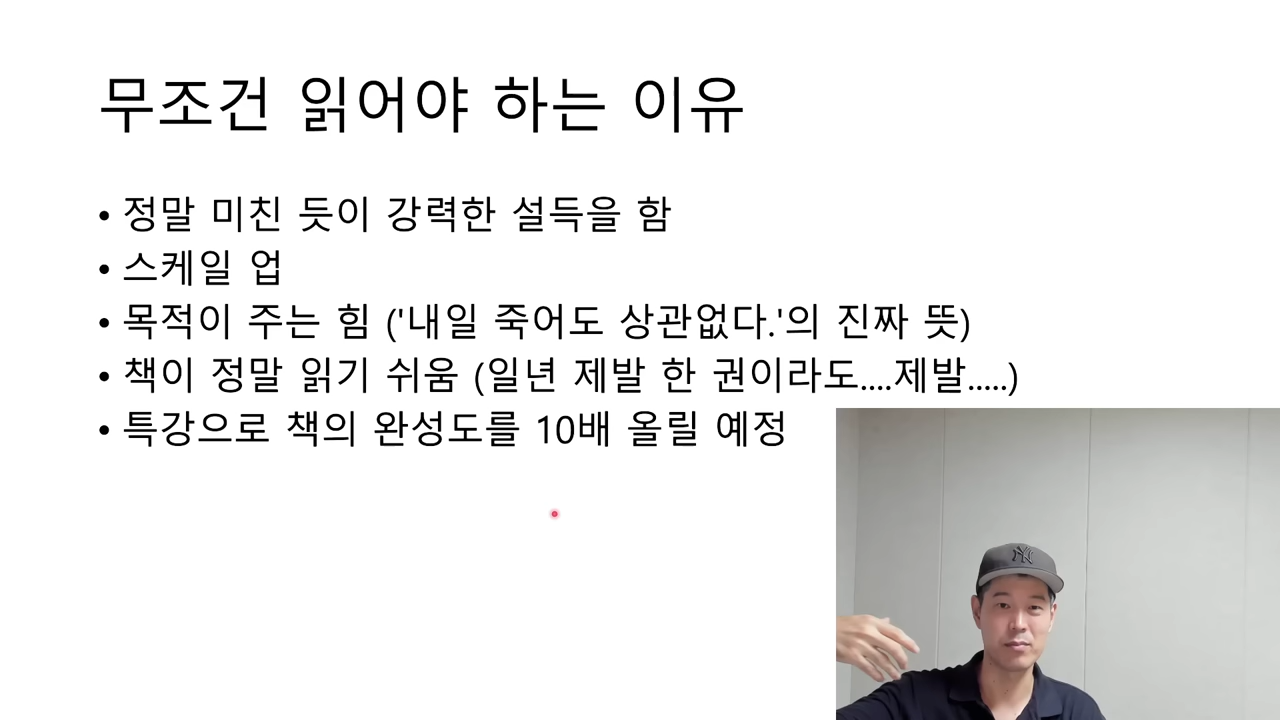 무조건 읽어야 하는 이유
• 정말 미친 듯이 강력한 설득을 함
• 스케일 업
• 목적이 주는 힘 ('내일 죽어도 상관없다.'의 진짜 뜻)
• 책이 정말 읽기 쉬움 (일년 제발 한 권이라도....제발.....)
• 특강으로 책의 완성도를 10배 올릴 예정
NY